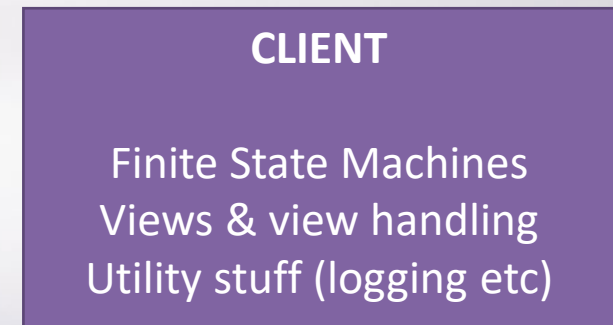 CLIENT
Finite State Machines
Views & view handling
Utility stuff (logging etc)